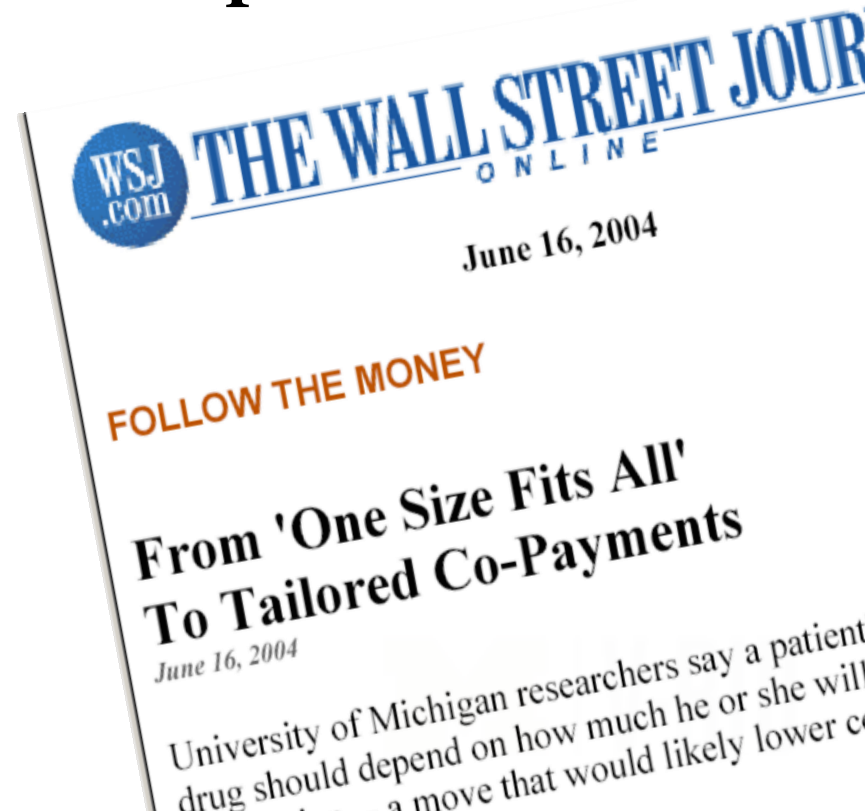 THE WALL STREET JOUR
WSJ
.com
ONLINE
June 16, 2004
FOLLOW THE MONEY
From 'One Size Fits All'
To Tailored Co-Payments
June 16, 2004
University of Michigan researchers say a patient
drug should depend on how much he or she will
a move that would likely lower